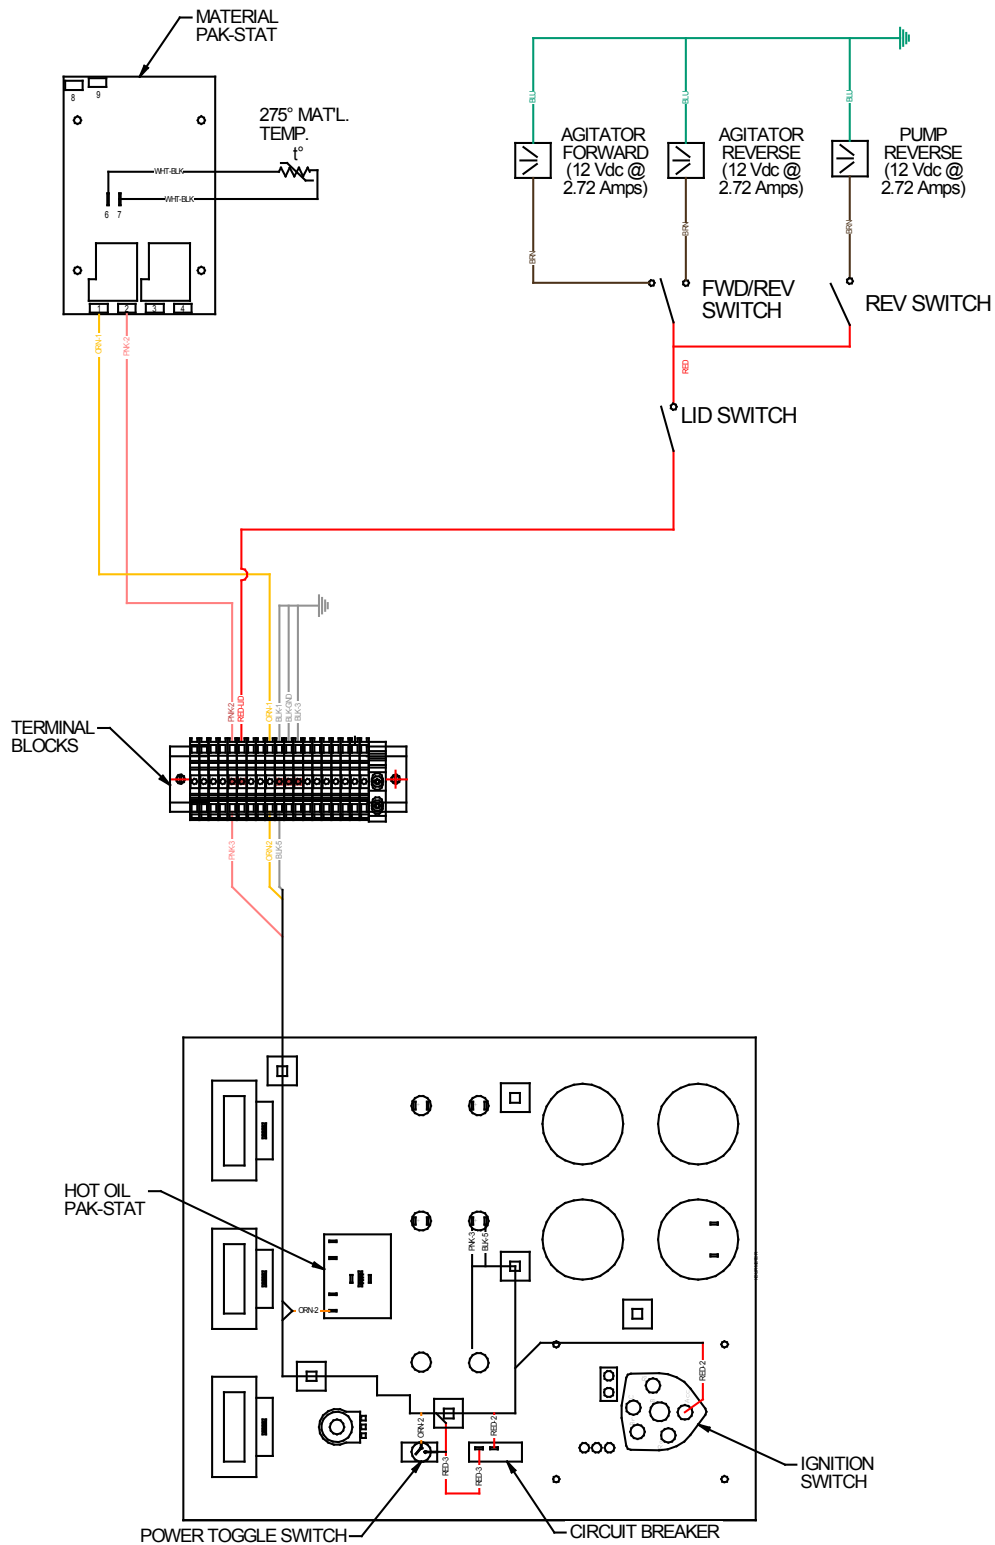 MATERIAL
PAK-STAT
8
9
275° MAT'L.
TEMP.
t°
WHT-BLK
WHT-BLK
6 7
1 2 3 4
ORN-1
PNK-2
BLU
BLU
BLU
AGITATOR
FORWARD
(12 Vdc @
2.72 Amps)
AGITATOR
REVERSE
(12 Vdc @
2.72 Amps)
PUMP
REVERSE
(12 Vdc @
2.72 Amps)
BRN
BRN
BRN
FWD/REV
SWITCH
REV SWITCH
RED
LID SWITCH
PNK-2
RED-LID
ORN-1
BLK-1
BLK-GND
BLK-3
TERMINAL
BLOCKS
PNK-3
ORN-2
BLK-5
HOT OIL
PAK-STAT
PNK-3
BLK-5
ORN-2
RED-2
ORN-2
RED-3
RED-3
RED-2
IGNITION
SWITCH
POWER TOGGLE SWITCH
CIRCUIT BREAKER